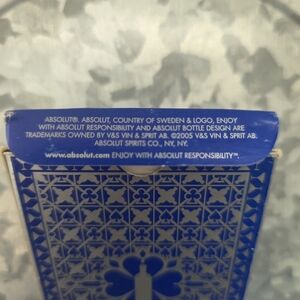 ABSOLUT®, ABSOLUT, COUNTRY OF SWEDEN & LOGO, ENJOY
WITH ABSOLUT RESPONSIBILITY AND ABSOLUT BOTTLE DESIGN ARE
TRADEMARKS OWNED BY V&S VIN & SPRIT AB. ©2005 V&S VIN & SPRIT AB.
ABSOLUT SPIRITS CO., NY, NY.
www.absolut.com ENJOY WITH ABSOLUT RESPONSIBILITY™.